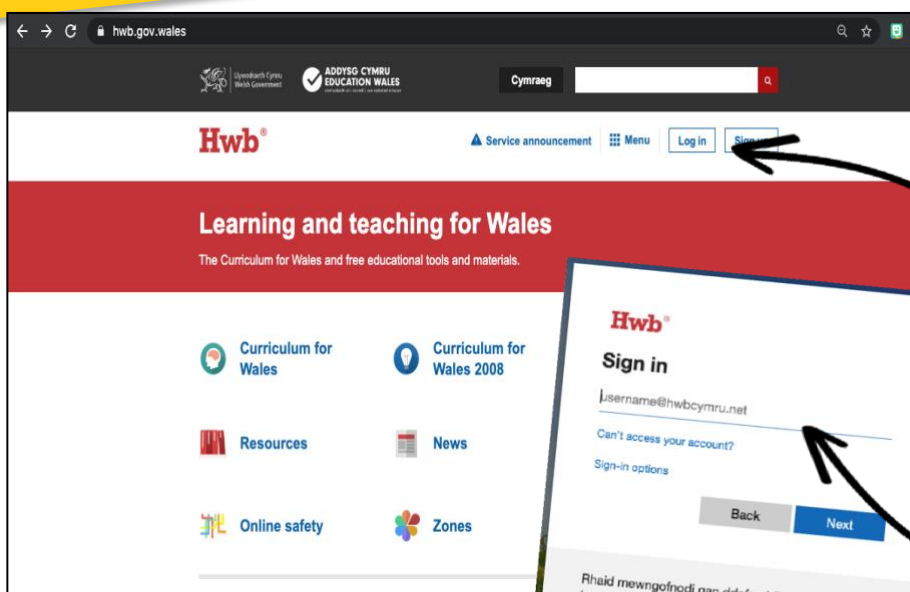 hwb.gov.wales
Llywodraeth Cymru
Welsh Government
ADDYSG CYMRU
EDUCATION WALES
Cymraeg
Hwb®
Service announcement
Menu
Log in
Learning and teaching for Wales
The Curriculum for Wales and free educational tools and materials.
Curriculum for
Wales
Curriculum for
Wales 2008
Resources
News
Online safety
Zones
Hwb®
Sign in
username@hwbcymru.net
Can't access your account?
Sign-in options
Back
Next
Rhaid mewngofnodi gan